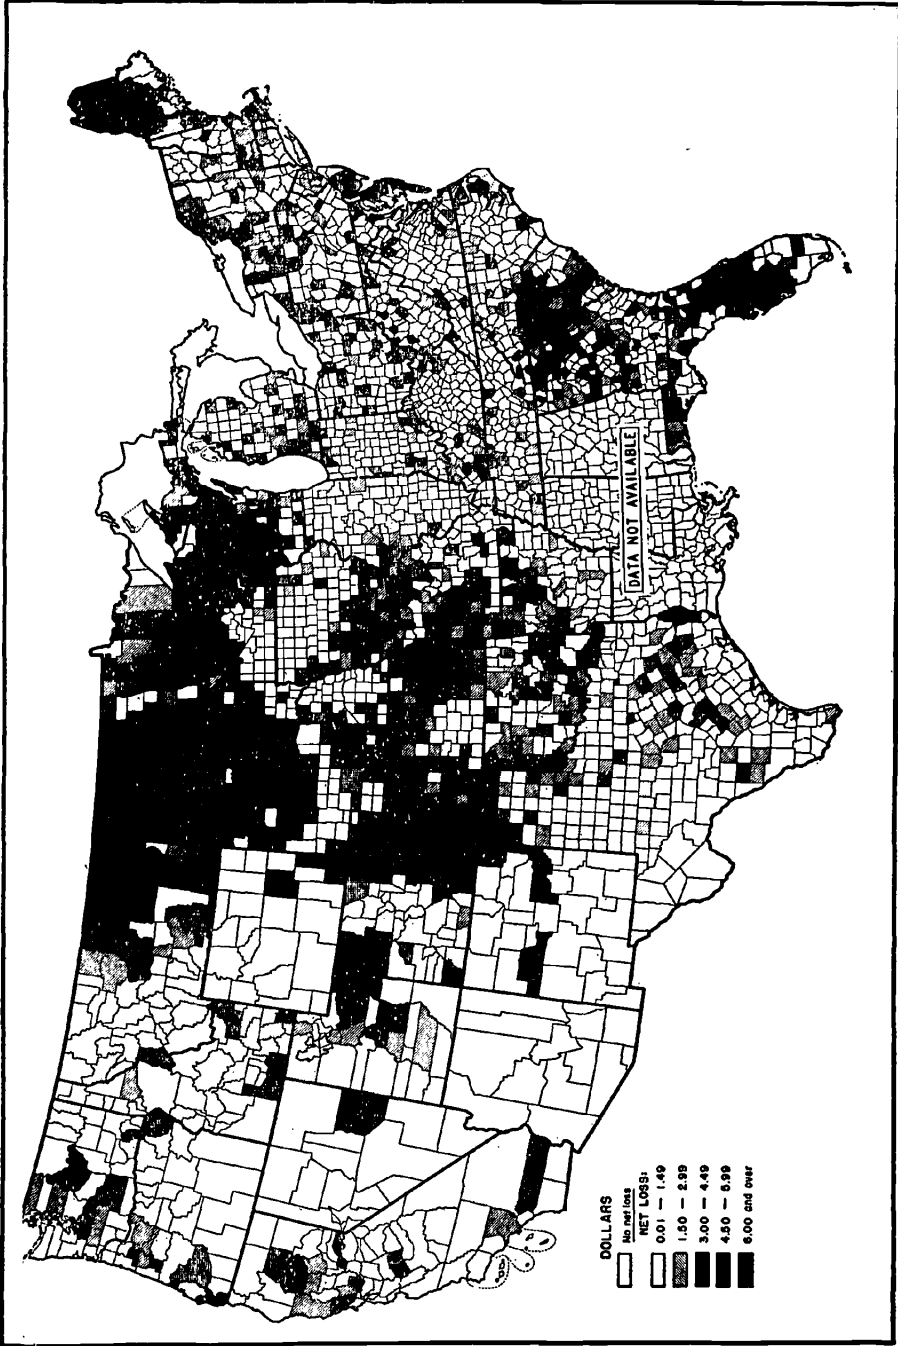 DATA NOT AVAILABLE
DOLLARS
No net loss
NET LOSS:
0.01 — 1.49
1.50 — 2.99
3.00 — 4.49
4.50 — 5.99
6.00 and over